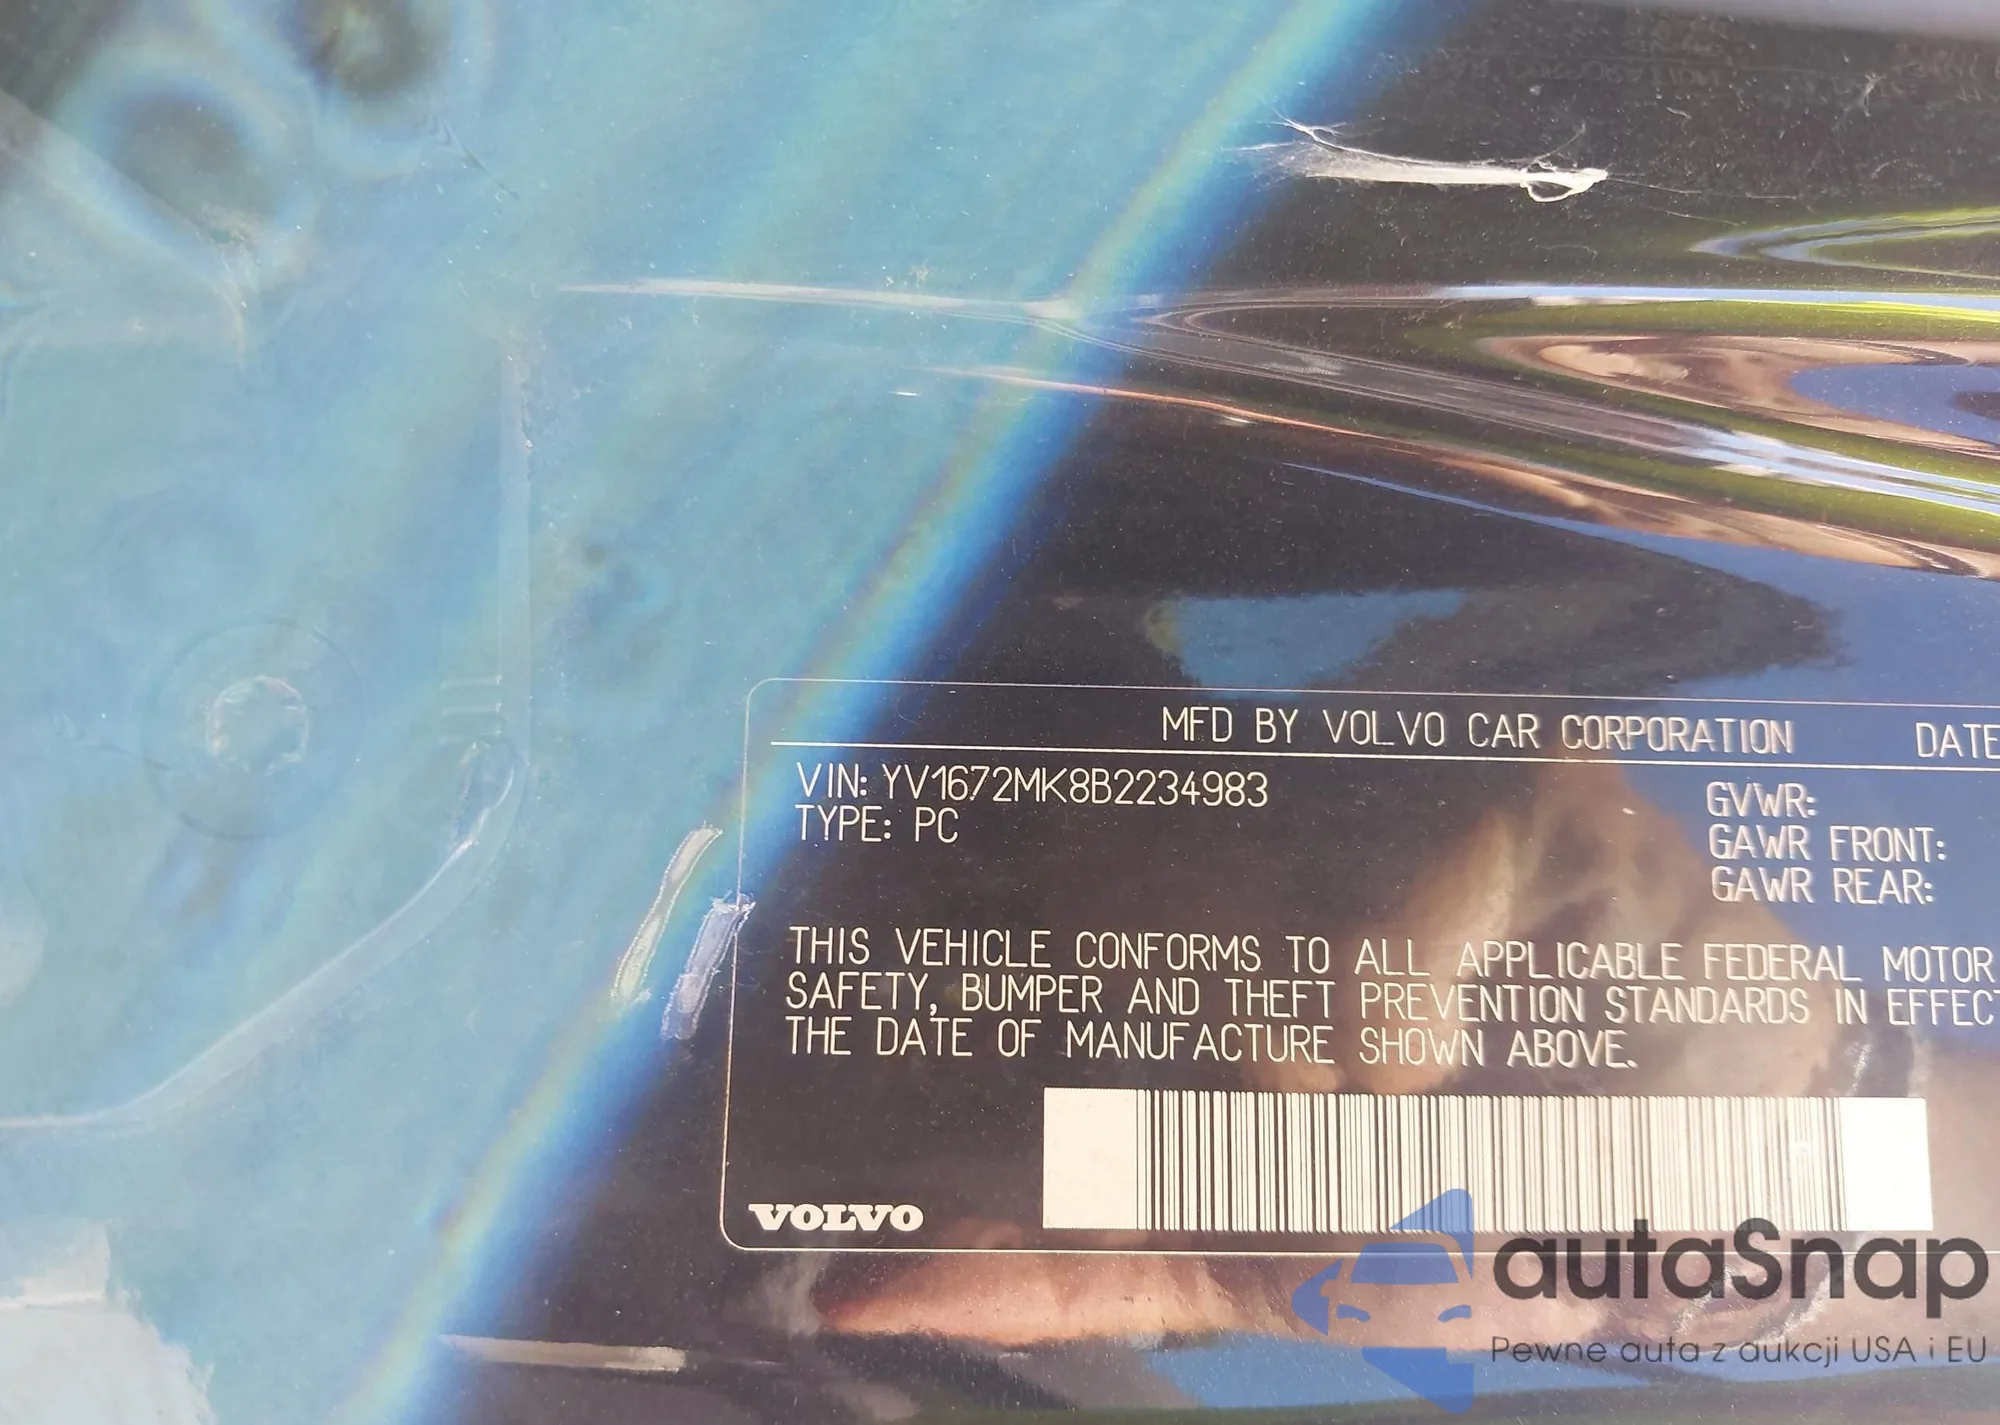 MFD BY VOLVO CAR CORPORATION DATE
VIN: YV1672MK8B2234983
TYPE: PC
GVWR:
GAWR FRONT:
GAWR REAR:
THIS VEHICLE CONFORMS TO ALL APPLICABLE FEDERAL MOTOR
SAFETY, BUMPER AND THEFT PREVENTION STANDARDS IN EFFECT
THE DATE OF MANUFACTURE SHOWN ABOVE.
VOLVO
autaSnap
Pewne auta z aukcji USA i EU